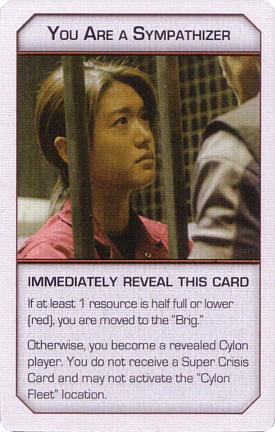 You Are a Sympathizer
IMMEDIATELY REVEAL THIS CARD
If at least 1 resource is half full or lower
(red), you are moved to the "Brig."
Otherwise, you become a revealed Cylon
player. You do not receive a Super Crisis
Card and may not activate the "Cylon
Fleet" location.